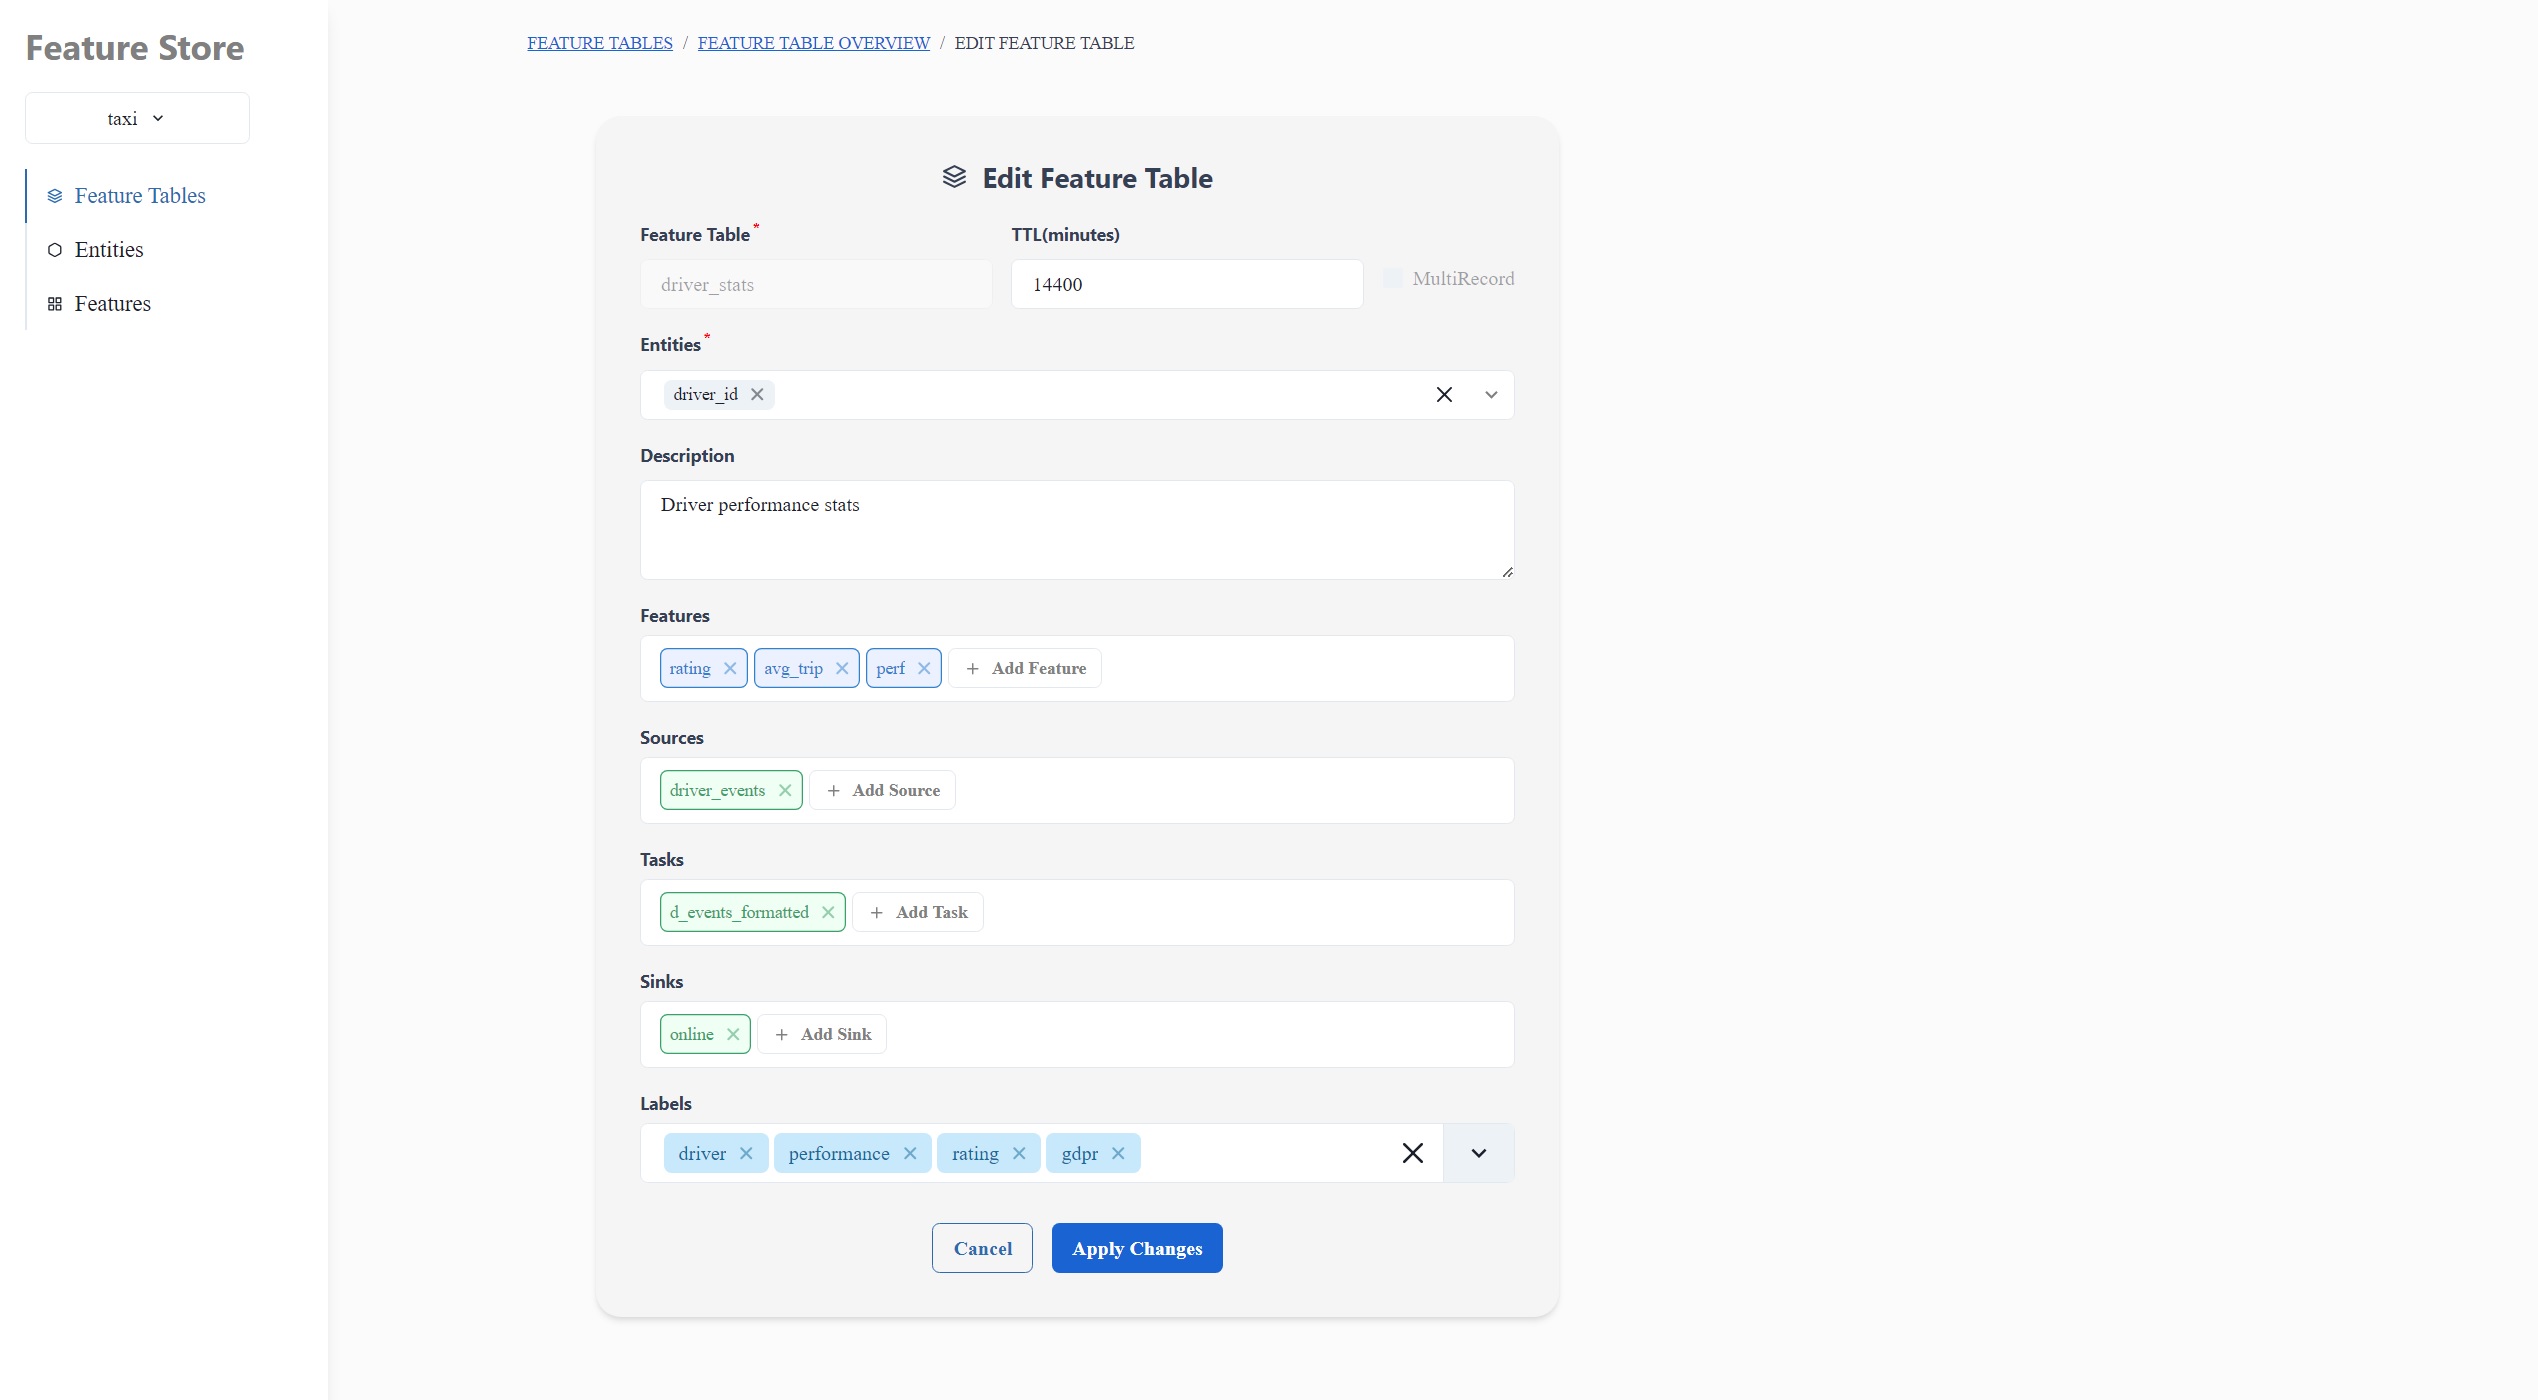 Feature Store
taxi
Feature Tables
Entities
Features
FEATURE TABLES / FEATURE TABLE OVERVIEW / EDIT FEATURE TABLE
Edit Feature Table
Feature Table*
TTL(minutes)
driver_stats
14400
MultiRecord
Entities*
driver_id
Description
Driver performance stats
Features
rating avg_trip perf + Add Feature
Sources
driver_events + Add Source
Tasks
d_events_formatted + Add Task
Sinks
online + Add Sink
Labels
driver performance rating gdpr
Cancel Apply Changes